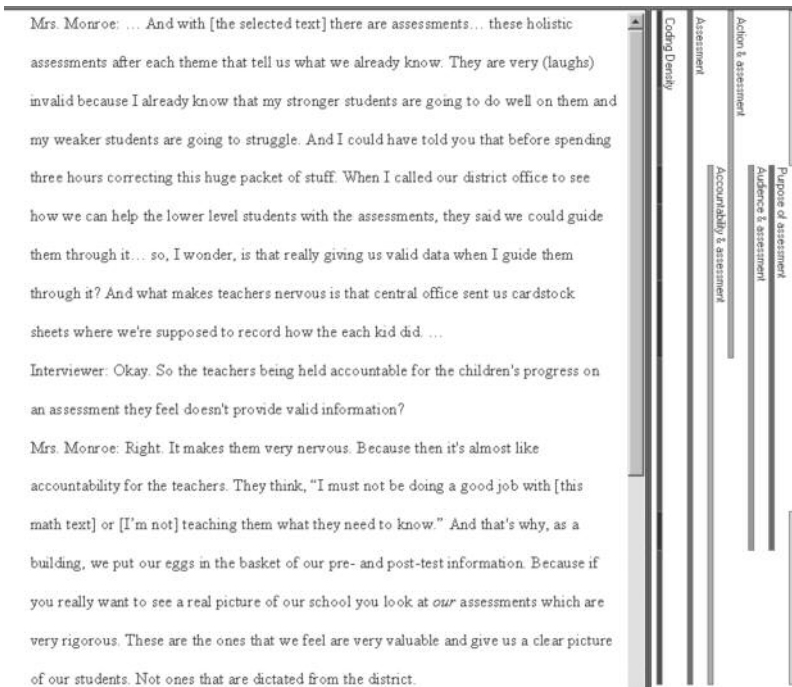 Mrs. Monroe: … And with [the selected text] there are assessments… these holistic
assessments after each theme that tell us what we already know. They are very (laughs)
invalid because I already know that my stronger students are going to do well on them and
my weaker students are going to struggle. And I could have told you that before spending
three hours correcting this huge packet of stuff. When I called our district office to see
how we can help the lower level students with the assessments, they said we could guide
them through it… so, I wonder, is that really giving us valid data when I guide them
through it? And what makes teachers nervous is that central office sent us cardstock
sheets where we're supposed to record how the each kid did. …
Interviewer: Okay. So the teachers being held accountable for the children's progress on
an assessment they feel doesn't provide valid information?
Mrs. Monroe: Right. It makes them very nervous. Because then it's almost like
accountability for the teachers. They think, “I must not be doing a good job with [this
math text] or [I’m not] teaching them what they need to know.” And that's why, as a
building, we put our eggs in the basket of our pre- and post-test information. Because if
you really want to see a real picture of our school you look at our assessments which are
very rigorous. These are the ones that we feel are very valuable and give us a clear picture
of our students. Not ones that are dictated from the district.
Coding Density
Assessment
Accountability & assessment
Action & assessment
Audience & assessment
Purpose of assessment